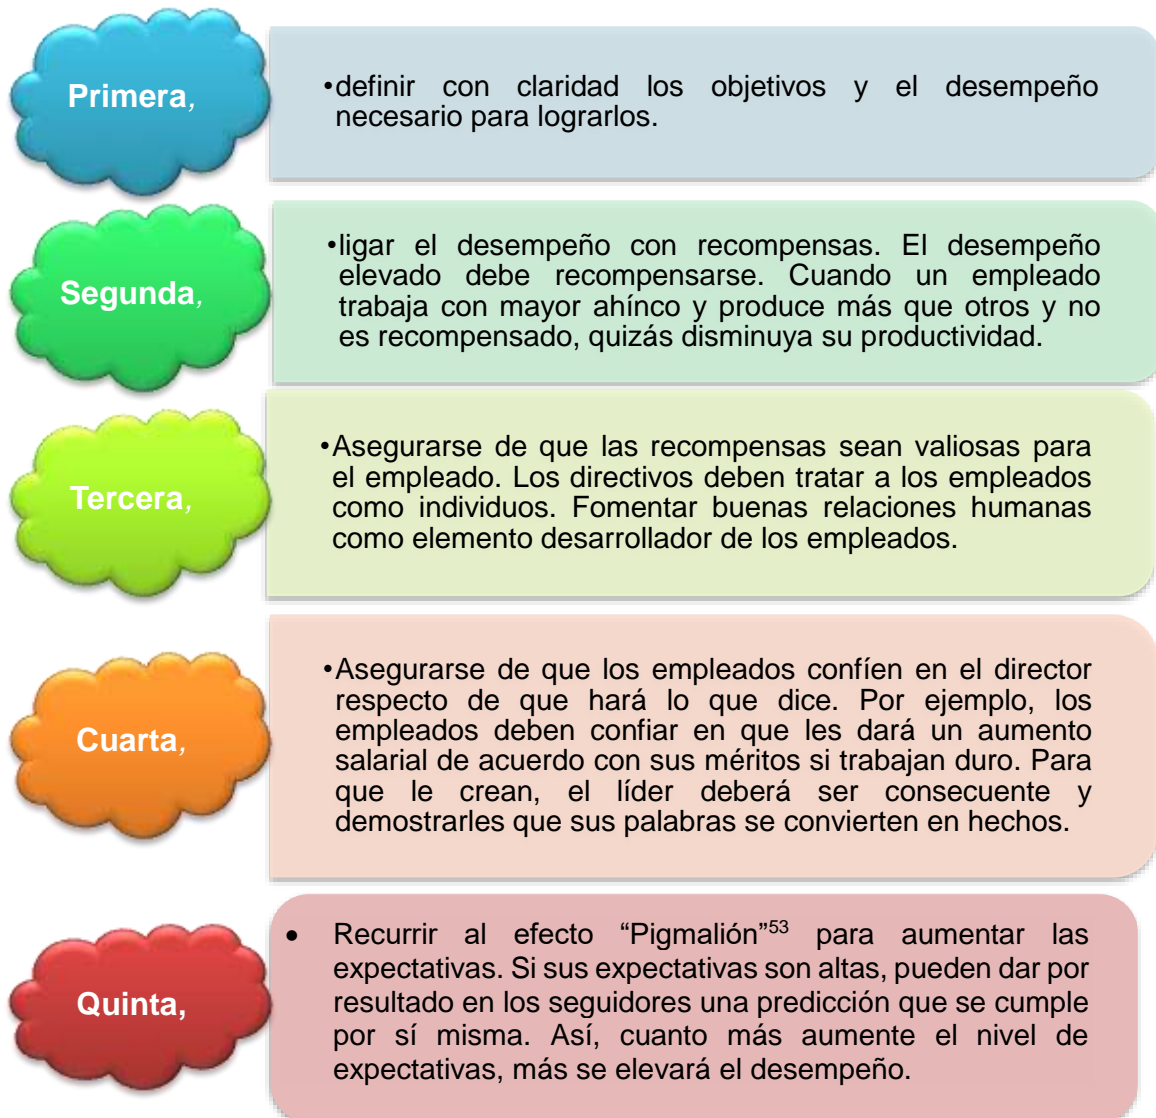 Primera,
•definir con claridad los objetivos y el desempeño
necesario para lograrlos.
Segunda,
•ligar el desempeño con recompensas. El desempeño
elevado debe recompensarse. Cuando un empleado
trabaja con mayor ahínco y produce más que otros y no
es recompensado, quizás disminuya su productividad.
Tercera,
•Asegurarse de que las recompensas sean valiosas para
el empleado. Los directivos deben tratar a los empleados
como individuos. Fomentar buenas relaciones humanas
como elemento desarrollador de los empleados.
Cuarta,
•Asegurarse de que los empleados confíen en el director
respecto de que hará lo que dice. Por ejemplo, los
empleados deben confiar en que les dará un aumento
salarial de acuerdo con sus méritos si trabajan duro. Para
que le crean, el líder deberá ser consecuente y
demostrarles que sus palabras se convierten en hechos.
Quinta,
• Recurrir al efecto “Pigmalión”⁵³ para aumentar las
expectativas. Si sus expectativas son altas, pueden dar por
resultado en los seguidores una predicción que se cumple
por sí misma. Así, cuanto más aumente el nivel de
expectativas, más se elevará el desempeño.